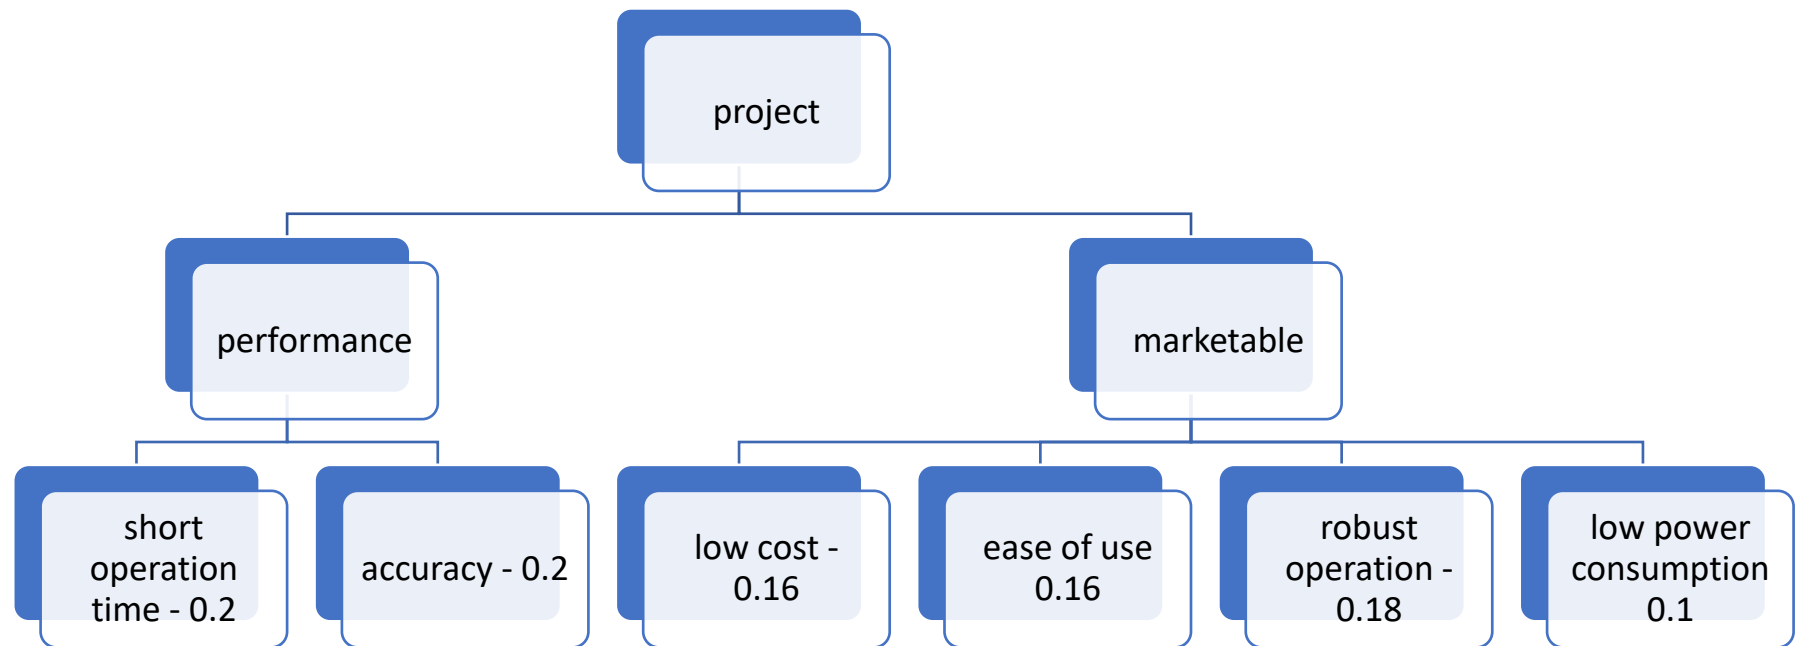 project
performance
marketable
short
operation
time - 0.2
accuracy - 0.2
low cost -
0.16
ease of use
0.16
robust
operation -
0.18
low power
consumption
0.1